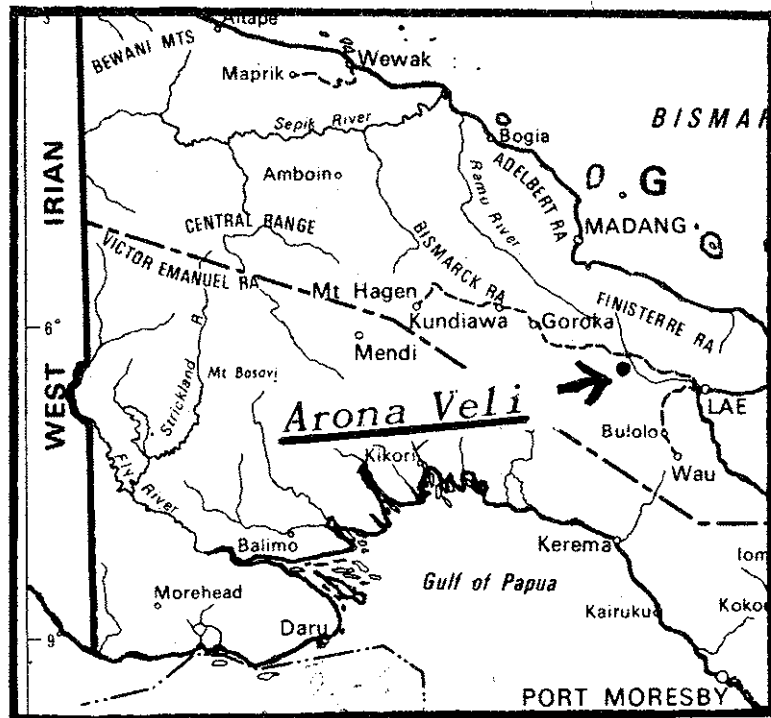 3
Aitape
BEWANI MTS
Wewak
Maprik
Sepik River
BISMAR
Bogia
ADELBERT RA
Ramu River
Amboin
G
IRIAN
CENTRAL RANGE
MADANG
VICTOR EMANUEL RA
BISMARCK RA
Mt Hagen
FINISTERRE RA
6°
Kundiawa
Goroka
Mendi
Strickland R
Mt Bosavi
WEST
Arona Veli
LAE
Bulolo
Kikori
Wau
Fly River
Balimo
Kerema
Iom
Gulf of Papua
Morehead
Kairuku
Koko
Daru
9
PORT MORESBY